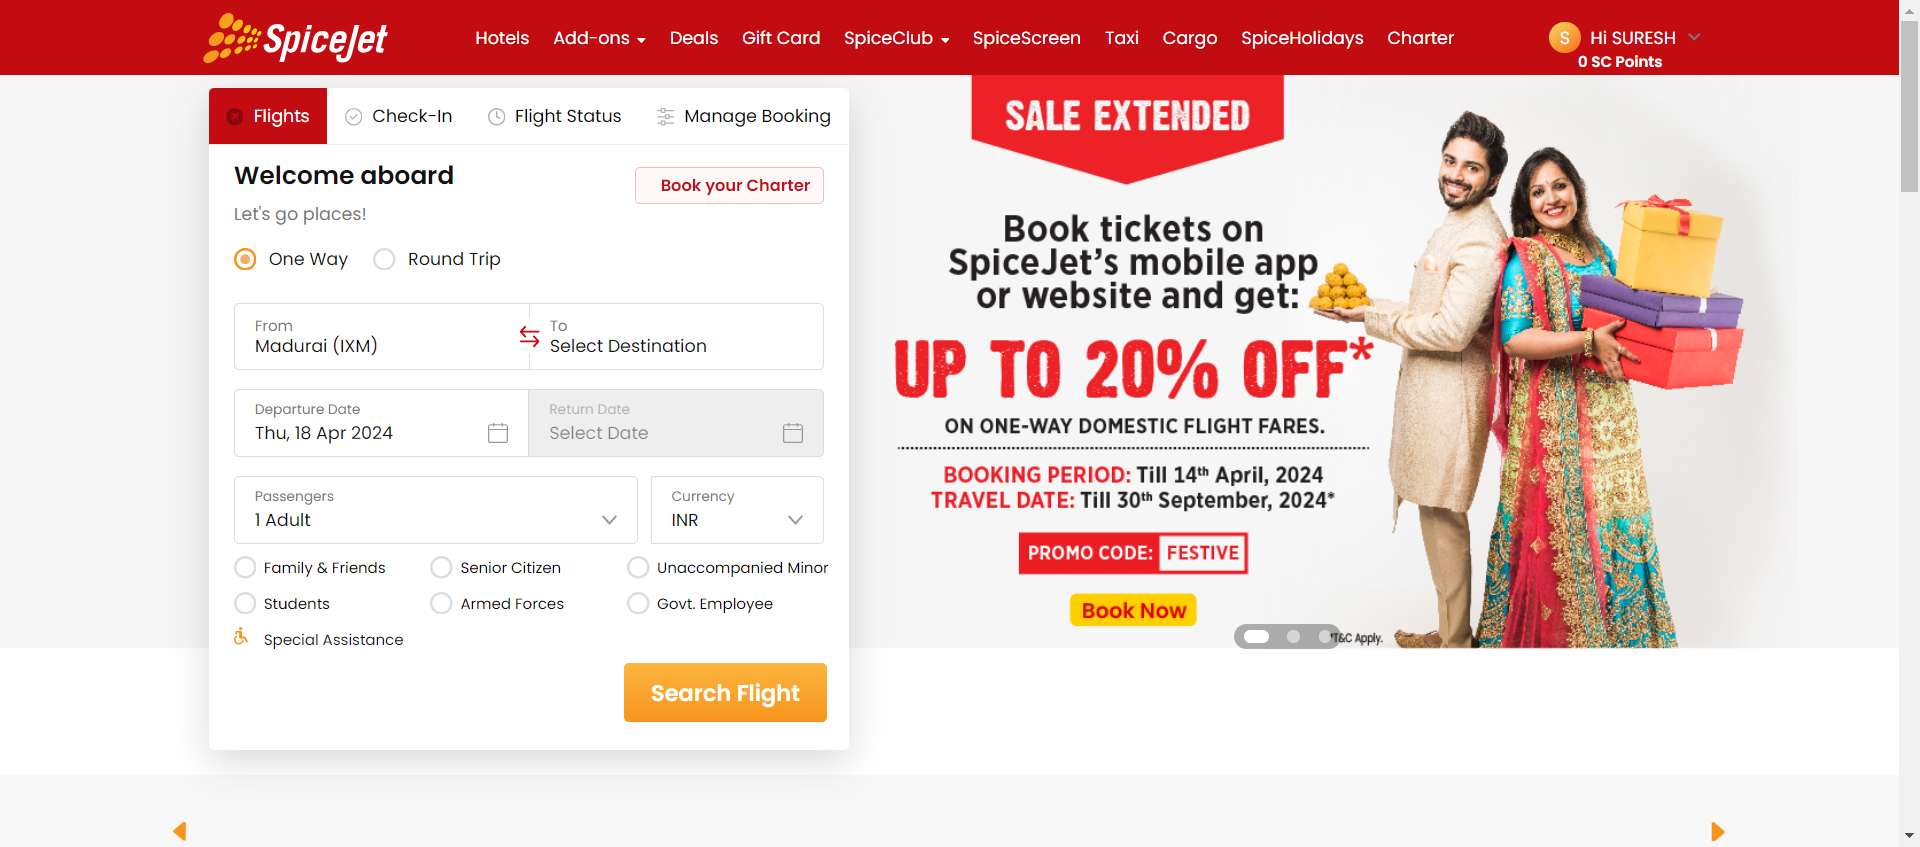 SpiceJet
Hotels Add-ons Deals Gift Card SpiceClub SpiceScreen Taxi Cargo SpiceHolidays Charter
S Hi SURESH
0 SC Points
Flights Check-In Flight Status Manage Booking
Welcome aboard
Book your Charter
Let's go places!
One Way Round Trip
From
Madurai (IXM)
To
Select Destination
Departure Date
Thu, 18 Apr 2024
Return Date
Select Date
Passengers
1 Adult
Currency
INR
Family & Friends Senior Citizen Unaccompanied Minor
Students Armed Forces Govt. Employee
Special Assistance
Search Flight
SALE EXTENDED
Book tickets on
SpiceJet's mobile app
or website and get:
UP TO 20% OFF*
ON ONE-WAY DOMESTIC FLIGHT FARES.
BOOKING PERIOD: Till 14th April, 2024
TRAVEL DATE: Till 30th September, 2024*
PROMO CODE: FESTIVE
Book Now
*T&C Apply.